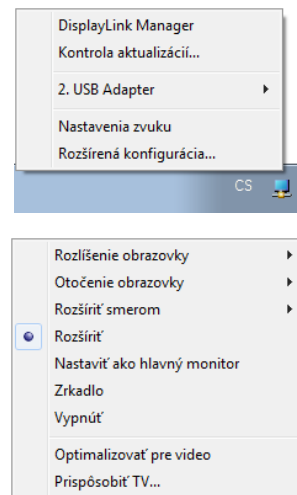 DisplayLink Manager
Kontrola aktualizácií...
2. USB Adapter
Nastavenia zvuku
Rozšírená konfigurácia...
CS
Rozlíšenie obrazovky
Otočenie obrazovky
Rozšíriť smerom
Rozšíriť
Nastaviť ako hlavný monitor
Zrkadlo
Vypnúť
Optimalizovať pre video
Prispôsobiť TV...